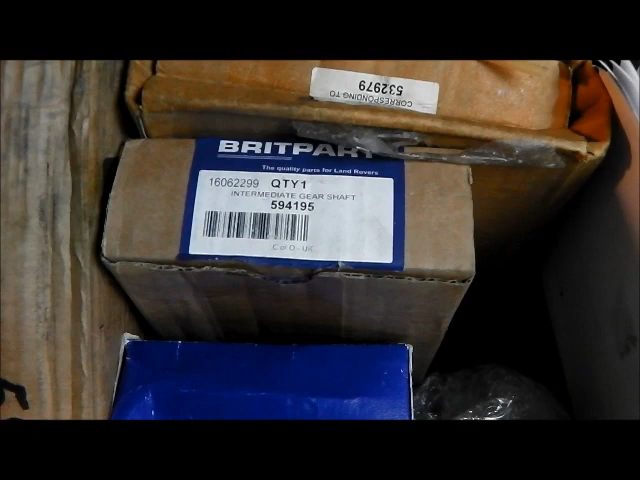 CORRESPONDING TO
532979
BRITPART
The quality parts for Land Rovers
16062299 QTY1
INTERMEDIATE GEAR SHAFT
594195
C of O - UK